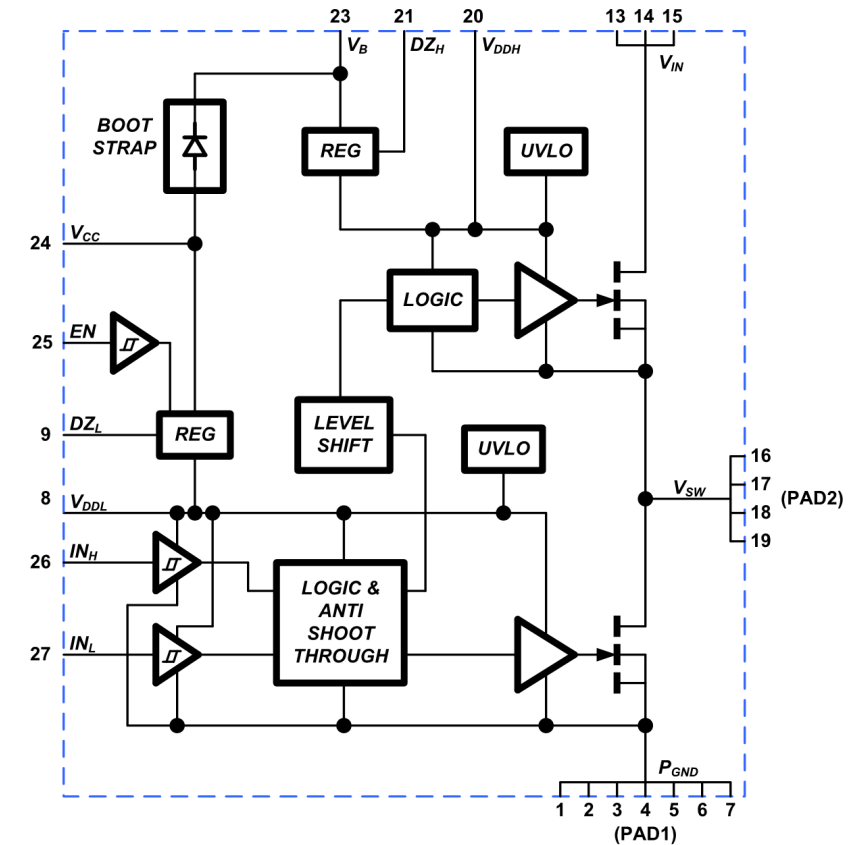 23 21 20 13 14 15
VB DZH VDDH VIN
BOOT
STRAP
REG
UVLO
24 VCC
LOGIC
25 EN
9 DZL
REG
LEVEL
SHIFT
UVLO
16
VSW 17 (PAD2)
18
19
8 VDDL
26 INH
LOGIC &
ANTI
SHOOT
THROUGH
27 INL
PGND
1 2 3 4 5 6 7
(PAD1)